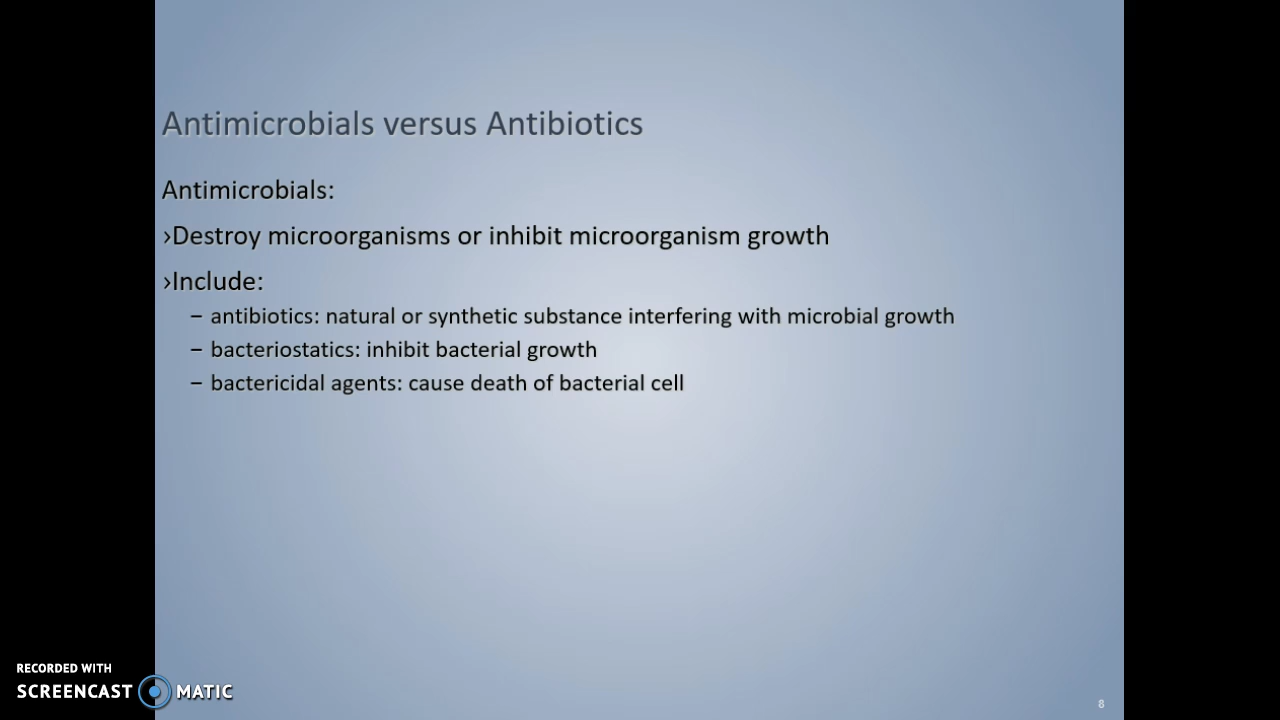 Antimicrobials versus Antibiotics
Antimicrobials:
›Destroy microorganisms or inhibit microorganism growth
›Include:
– antibiotics: natural or synthetic substance interfering with microbial growth
– bacteriostatics: inhibit bacterial growth
– bactericidal agents: cause death of bacterial cell
RECORDED WITH
SCREENCAST MATIC
8